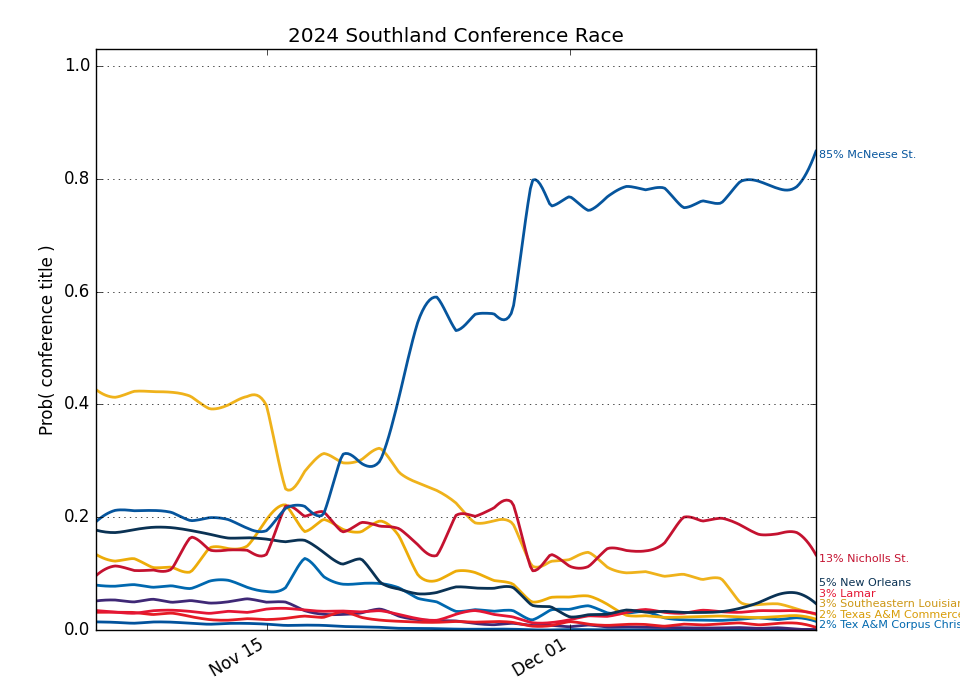 2024 Southland Conference Race
Prob( conference title )
1.0
0.8
0.6
0.4
0.2
0.0
Nov 15
Dec 01
85% McNeese St.
13% Nicholls St.
5% New Orleans
3% Lamar
3% Southeastern Louisian
2% Texas A&M Commerc
2% Tex A&M Corpus Chris